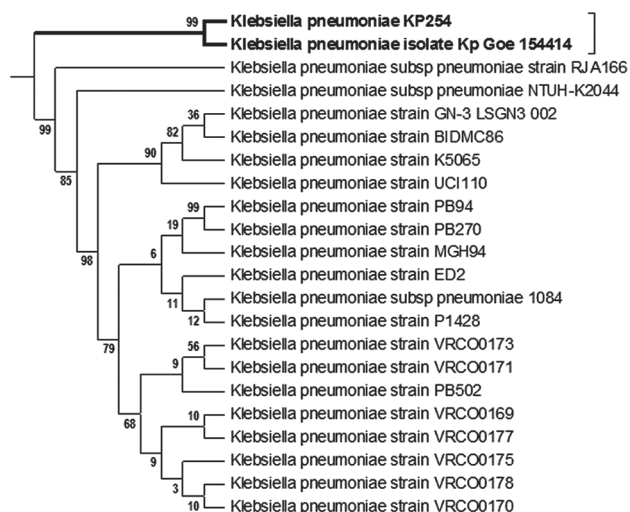 99
Klebsiella pneumoniae KP254
Klebsiella pneumoniae isolate Kp Goe 154414
Klebsiella pneumoniae subsp pneumoniae strain RJA166
99
Klebsiella pneumoniae subsp pneumoniae NTUH-K2044
85
36
Klebsiella pneumoniae strain GN-3 LSGN3 002
82
Klebsiella pneumoniae strain BIDMC86
90
Klebsiella pneumoniae strain K5065
Klebsiella pneumoniae strain UCI110
98
99
Klebsiella pneumoniae strain PB94
19
Klebsiella pneumoniae strain PB270
6
Klebsiella pneumoniae strain MGH94
Klebsiella pneumoniae strain ED2
11
Klebsiella pneumoniae subsp pneumoniae 1084
12
Klebsiella pneumoniae strain P1428
79
56
Klebsiella pneumoniae strain VRCO0173
9
Klebsiella pneumoniae strain VRCO0171
Klebsiella pneumoniae strain PB502
68
10
Klebsiella pneumoniae strain VRCO0169
Klebsiella pneumoniae strain VRCO0177
9
Klebsiella pneumoniae strain VRCO0175
3
Klebsiella pneumoniae strain VRCO0178
10
Klebsiella pneumoniae strain VRCO0170